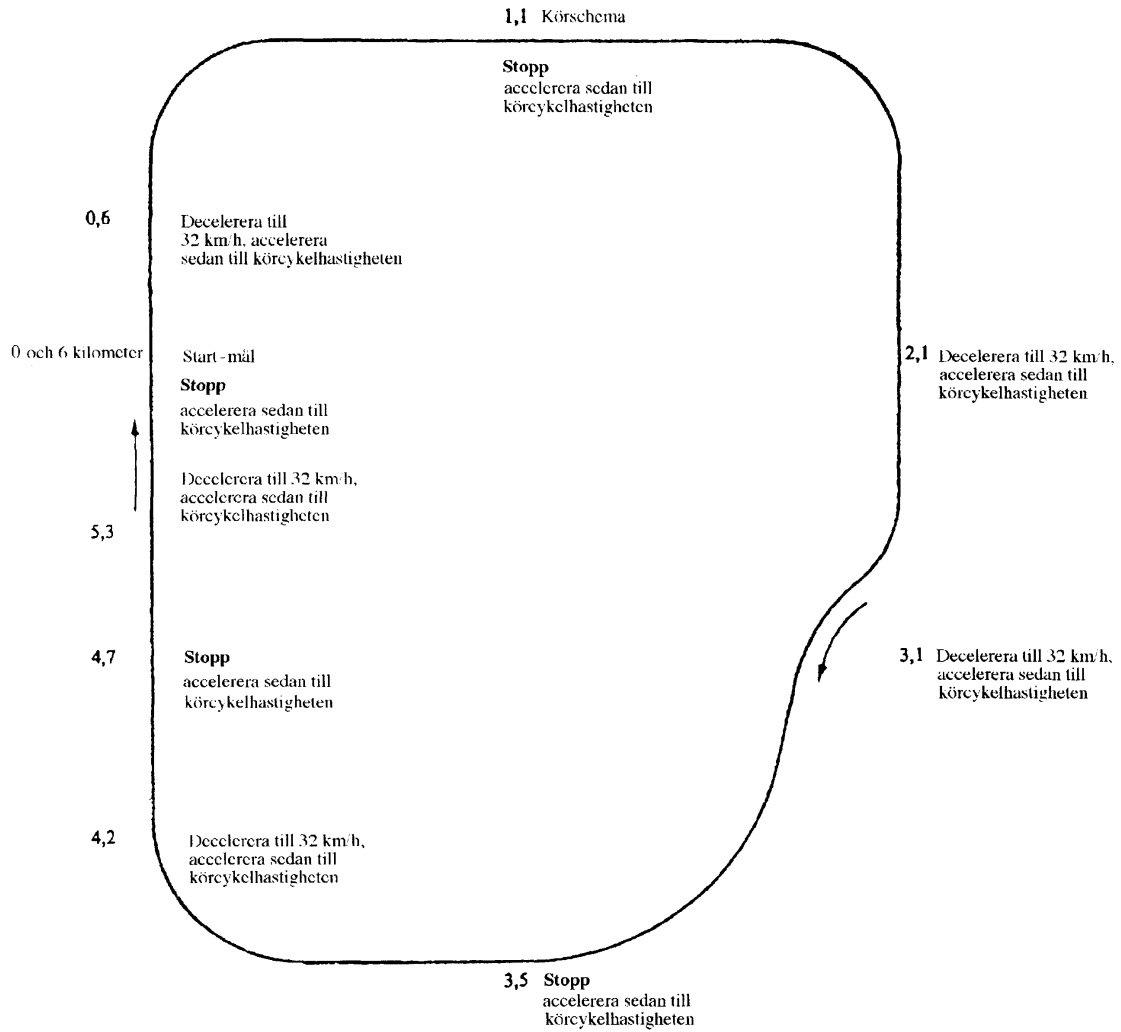 1,1 Körschema
Stopp
accelerera sedan till
körcykelhastigheten
0,6
Decelerera till
32 km/h, accelerera
sedan till körcykelhastigheten
0 och 6 kilometer
Start-mål
Stopp
accelerera sedan till
körcykelhastigheten
2,1 Decelerera till 32 km/h,
accelerera sedan till
körcykelhastigheten
Decelerera till 32 km/h,
accelerera sedan till
körcykelhastigheten
5,3
4,7
Stopp
accelerera sedan till
körcykelhastigheten
3,1 Decelerera till 32 km/h,
accelerera sedan till
körcykelhastigheten
4,2
Decelerera till 32 km/h,
accelerera sedan till
körcykelhastigheten
3,5 Stopp
accelerera sedan till
körcykelhastigheten